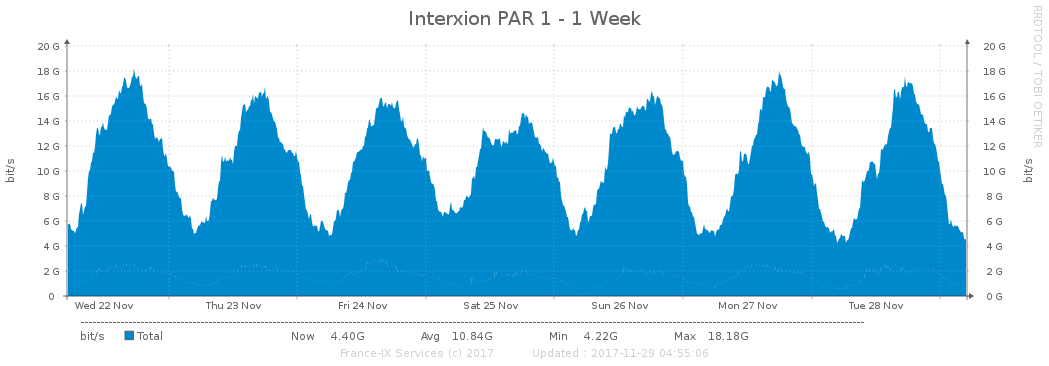 Interxion PAR 1 - 1 Week
RRDTOOL / TOBI OETIKER
bit/s
bit/s
20 G 20 G
18 G 18 G
16 G 16 G
14 G 14 G
12 G 12 G
10 G 10 G
8 G 8 G
6 G 6 G
4 G 4 G
2 G 2 G
0 0 G
Wed 22 Nov Thu 23 Nov Fri 24 Nov Sat 25 Nov Sun 26 Nov Mon 27 Nov Tue 28 Nov
bit/s Total Now 4.40G Avg 10.84G Min 4.22G Max 18.18G
France-IX Services (c) 2017 Updated : 2017-11-29 04:55:06